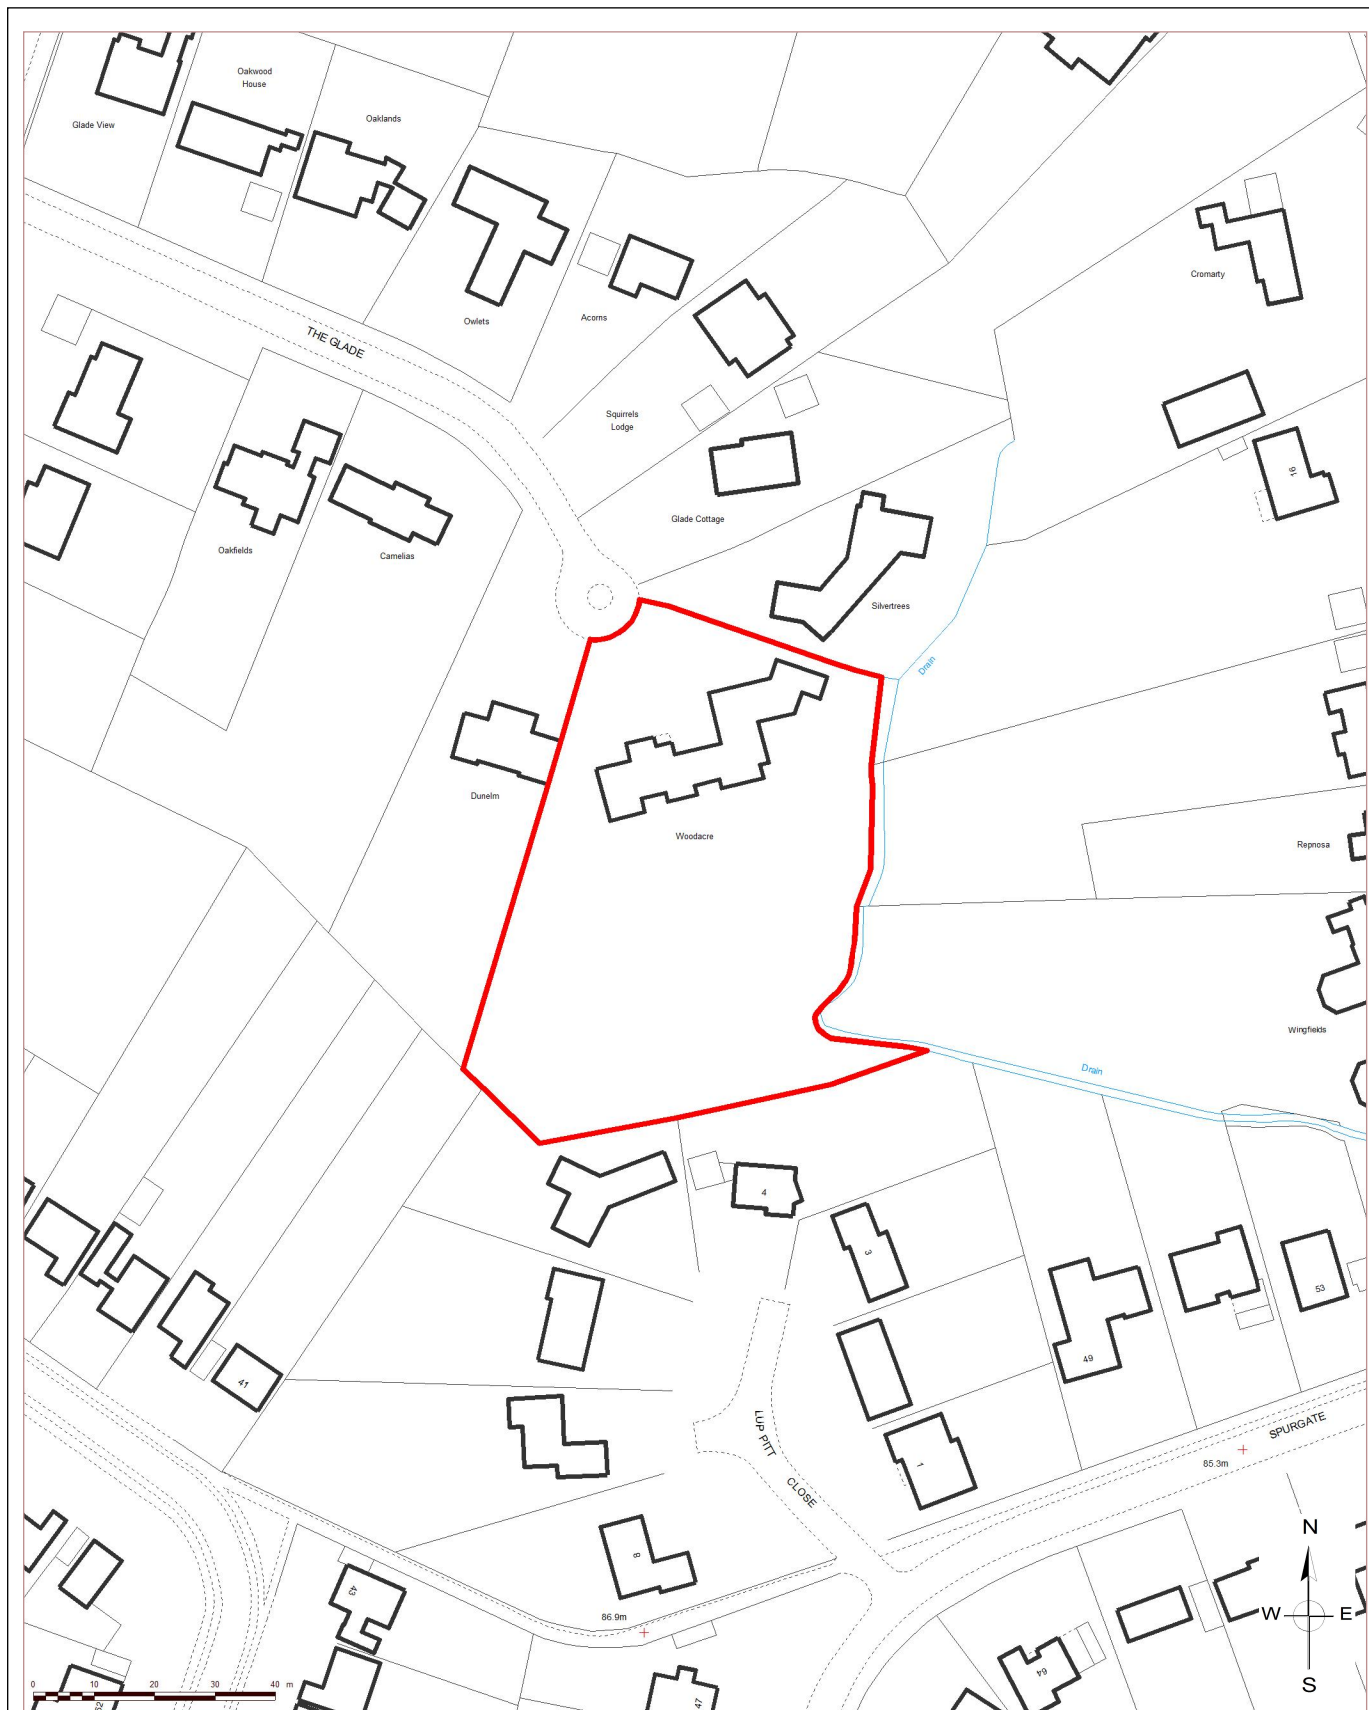 Oakwood
House
Oaklands
Glade View
Cromarty
Owlets
Acorns
THE GLADE
Squirrels
Lodge
16
Glade Cottage
Oakfields
Camelias
Silvertrees
Drain
Dunelm
Woodacre
Repnosa
Wingfields
Drain
4
3
53
49
41
LUP PITT
CLOSE
1
SPURGATE
85.3m
N
W
E
S
8
43
86.9m
64
47
52
0 10 20 30 40 m